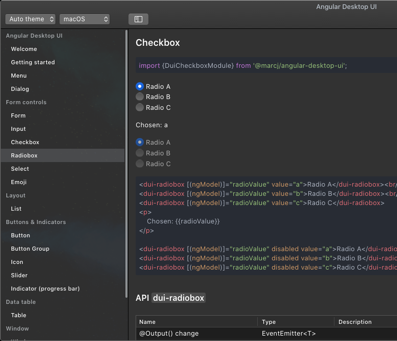 Angular Desktop UI
Auto theme
macOS
Angular Desktop UI
Welcome
Getting started
Menu
Dialog
Form controls
Form
Input
Checkbox
Radiobox
Select
Emoji
Layout
List
Buttons & Indicators
Button
Button Group
Icon
Slider
Indicator (progress bar)
Data table
Table
Window
Checkbox
import {DuiCheckboxModule} from '@marcj/angular-desktop-ui';
Radio A
Radio B
Radio C
Chosen: a
Radio A
Radio B
Radio C
<dui-radiobox [(ngModel)]="radioValue" value="a">Radio A</dui-radiobox><br
<dui-radiobox [(ngModel)]="radioValue" value="b">Radio B</dui-radiobox><br
<dui-radiobox [(ngModel)]="radioValue" value="c">Radio C</dui-radiobox>
<p>
Chosen: {{radioValue}}
</p>
<dui-radiobox [(ngModel)]="radioValue" disabled value="a">Radio A</dui-rad
<dui-radiobox [(ngModel)]="radioValue" disabled value="b">Radio B</dui-rad
<dui-radiobox [(ngModel)]="radioValue" disabled value="c">Radio C</dui-rad
API dui-radiobox
Name Type Description
@Output() change EventEmitter<T>